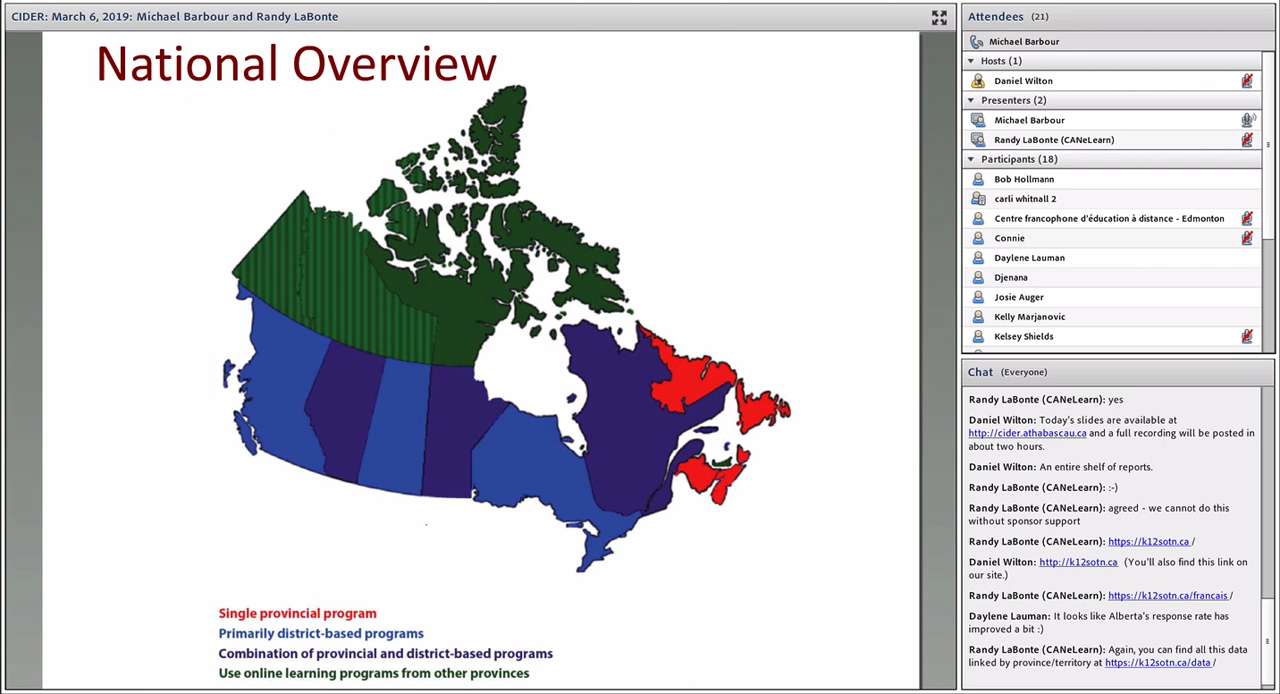 CIDER: March 6, 2019: Michael Barbour and Randy LaBonte
National Overview
Single provincial program
Primarily district-based programs
Combination of provincial and district-based programs
Use online learning programs from other provinces
Attendees (21)
Michael Barbour
Hosts (1)
Daniel Wilton
Presenters (2)
Michael Barbour
Randy LaBonte (CANeLearn)
Participants (18)
Bob Hollmann
carli whitnall 2
Centre francophone d'éducation à distance - Edmonton
Connie
Daylene Lauman
Djenana
Josie Auger
Kelly Marjanovic
Kelsey Shields
Chat (Everyone)
Randy LaBonte (CANeLearn): yes
Daniel Wilton: Today's slides are available at
http://cider.athabascau.ca and a full recording will be posted in
about two hours.
Daniel Wilton: An entire shelf of reports.
Randy LaBonte (CANeLearn): :-)
Randy LaBonte (CANeLearn): agreed - we cannot do this
without sponsor support
Randy LaBonte (CANeLearn): https://k12sotn.ca /
Daniel Wilton: http://k12sotn.ca (You'll also find this link on
our site.)
Randy LaBonte (CANeLearn): https://k12sotn.ca/francais /
Daylene Lauman: It looks like Alberta's response rate has
improved a bit :)
Randy LaBonte (CANeLearn): Again, you can find all this data
linked by province/territory at https://k12sotn.ca/data /